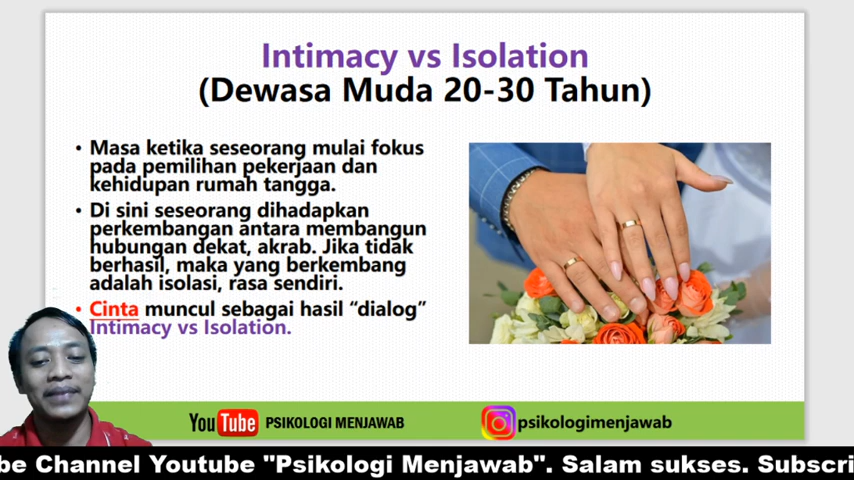 Intimacy vs Isolation
(Dewasa Muda 20-30 Tahun)
• Masa ketika seseorang mulai fokus
pada pemilihan pekerjaan dan
kehidupan rumah tangga.
• Di sini seseorang dihadapkan
perkembangan antara membangun
hubungan dekat, akrab. Jika tidak
berhasil, maka yang berkembang
adalah isolasi, rasa sendiri.
• Cinta muncul sebagai hasil “dialog”
Intimacy vs Isolation.
YouTube PSIKOLOGI MENJAWAB
psikologimenjawab
be Channel Youtube "Psikologi Menjawab". Salam sukses. Subscri